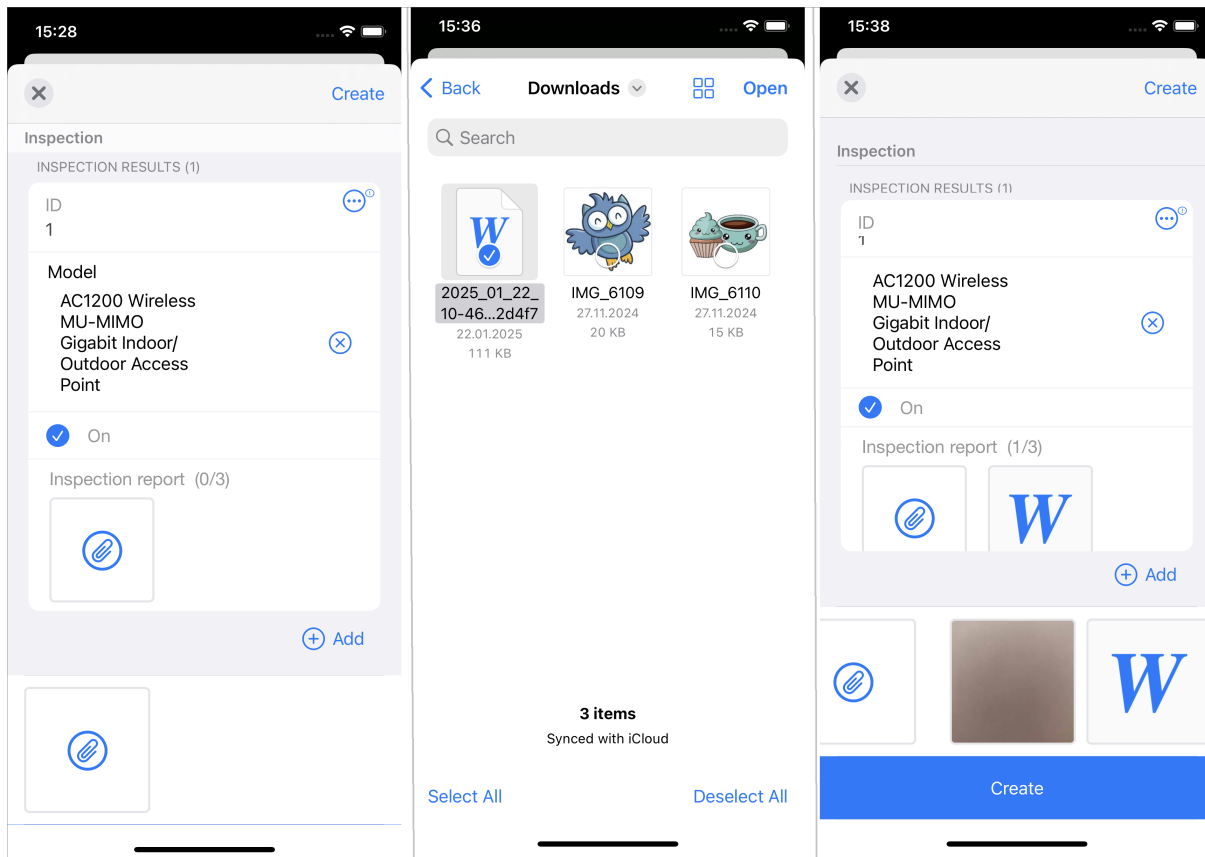 15:28
Create
Inspection
INSPECTION RESULTS (1)
ID
1
Model
AC1200 Wireless
MU-MIMO
Gigabit Indoor/
Outdoor Access
Point
On
Inspection report (0/3)
Add
15:36
Back
Downloads
Open
Search
W
2025_01_22_
10-46...2d4f7
22.01.2025
111 KB
IMG_6109
27.11.2024
20 KB
IMG_6110
27.11.2024
15 KB
3 items
Synced with iCloud
Select All
Deselect All
15:38
Create
Inspection
INSPECTION RESULTS (1)
ID
1
AC1200 Wireless
MU-MIMO
Gigabit Indoor/
Outdoor Access
Point
On
Inspection report (1/3)
W
Add
W
Create